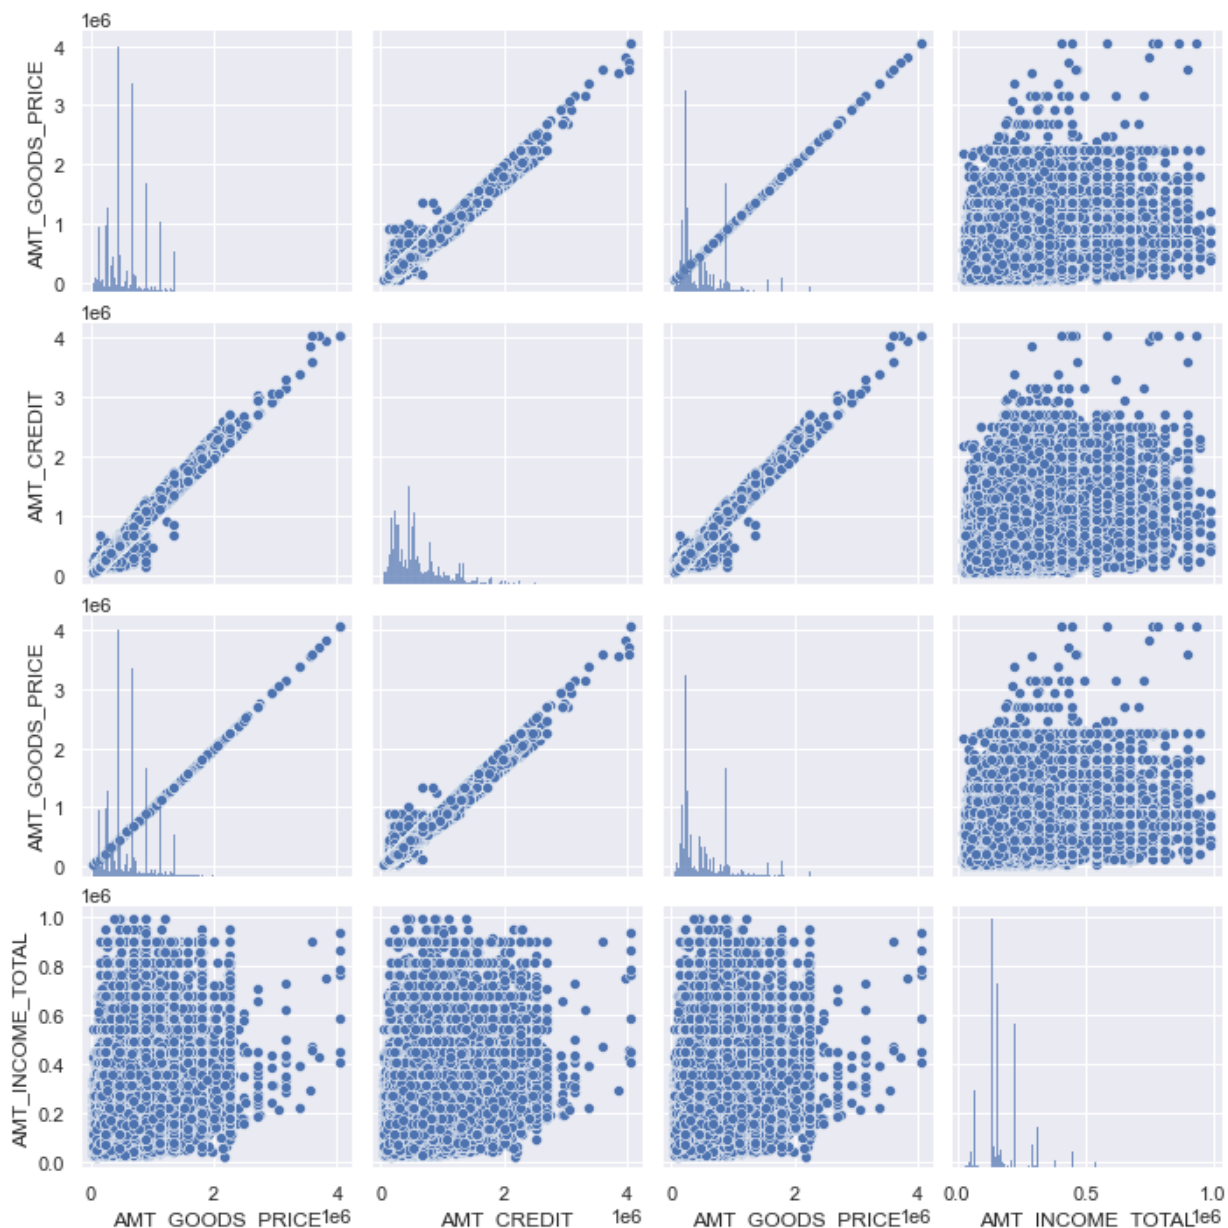 1e6
AMT_GOODS_PRICE
4
3
2
1
0
1e6
AMT_CREDIT
4
3
2
1
0
1e6
AMT_GOODS_PRICE
4
3
2
1
0
1e6
AMT_INCOME_TOTAL
1.0
0.8
0.6
0.4
0.2
0.0
0 2 4 0 2 4 0 2 4 0.0 0.5 1.0
AMT_GOODS_PRICE 1e6 AMT_CREDIT 1e6 AMT_GOODS_PRICE 1e6 AMT_INCOME_TOTAL 1e6